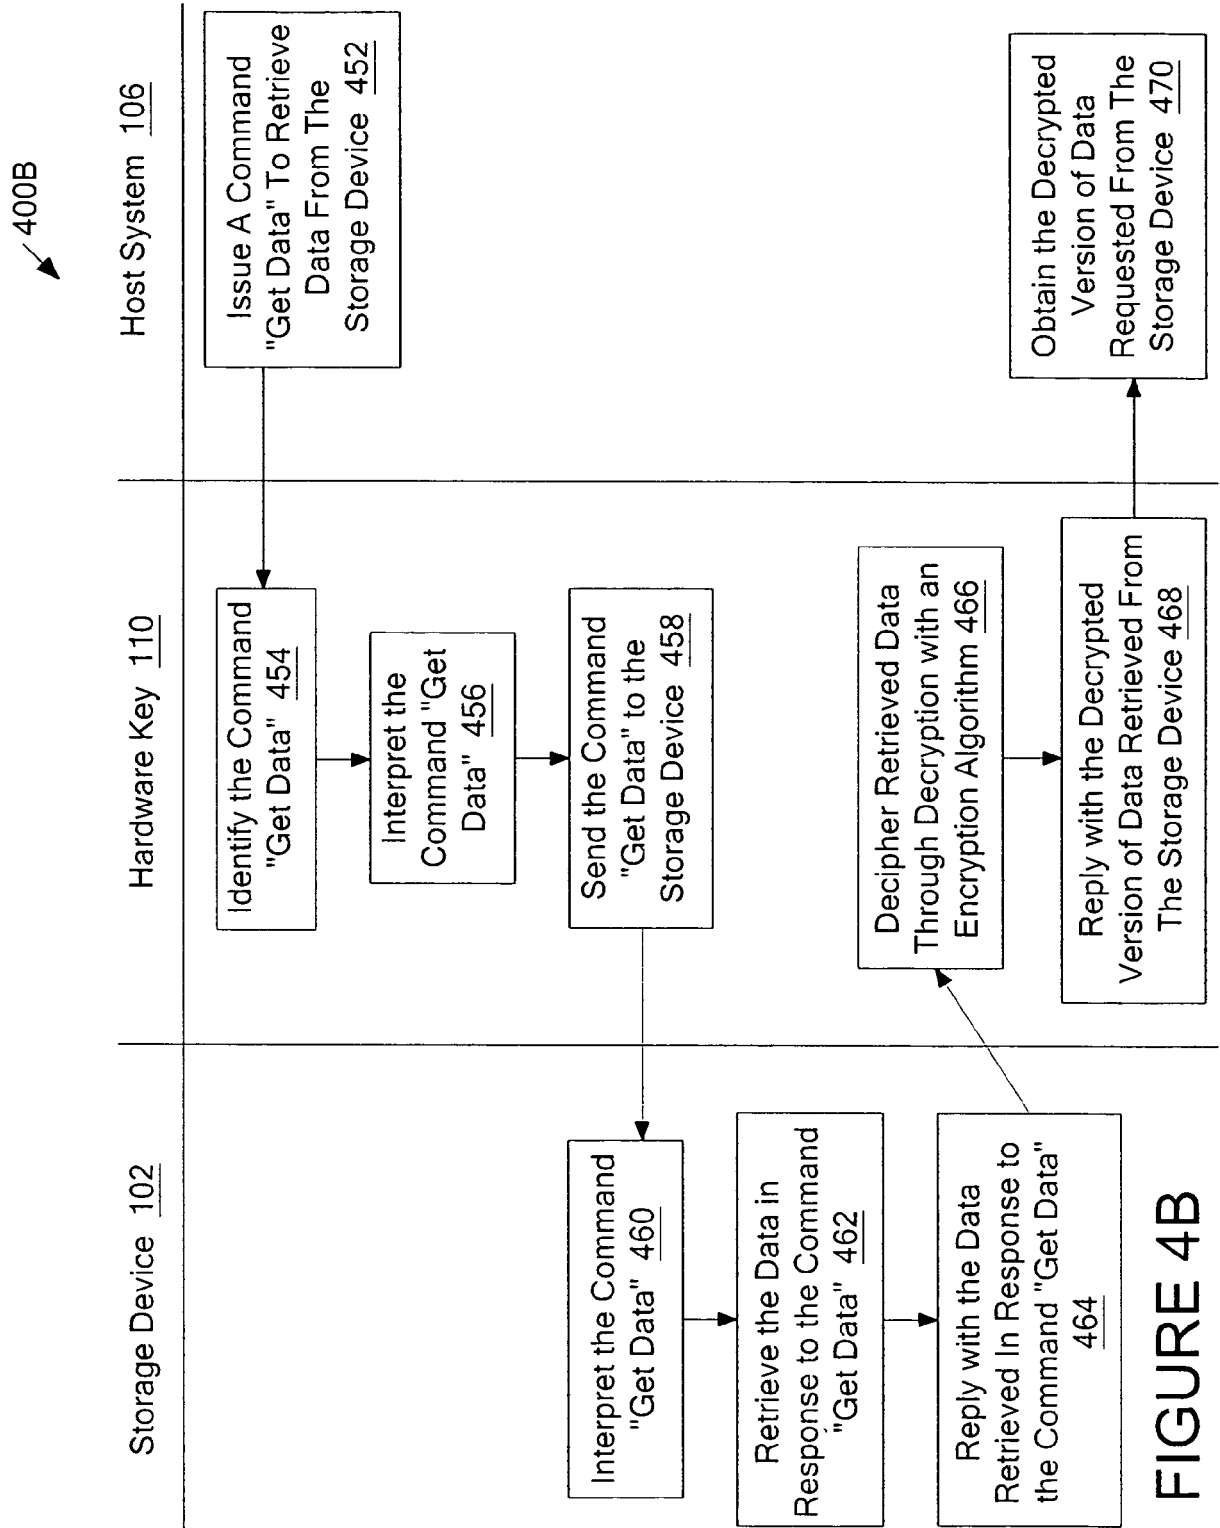 400B
Storage Device 102
Hardware Key 110
Host System 106
Issue A Command
"Get Data" To Retrieve
Data From The
Storage Device 452
Identify the Command
"Get Data" 454
Interpret the
Command "Get
Data" 456
Send the Command
"Get Data" to the
Storage Device 458
Interpret the Command
"Get Data" 460
Retrieve the Data in
Response to the Command
"Get Data" 462
Reply with the Data
Retrieved In Response to
the Command "Get Data"
464
Decipher Retrieved Data
Through Decryption with an
Encryption Algorithm 466
Reply with the Decrypted
Version of Data Retrieved From
The Storage Device 468
Obtain the Decrypted
Version of Data
Requested From The
Storage Device 470
FIGURE 4B